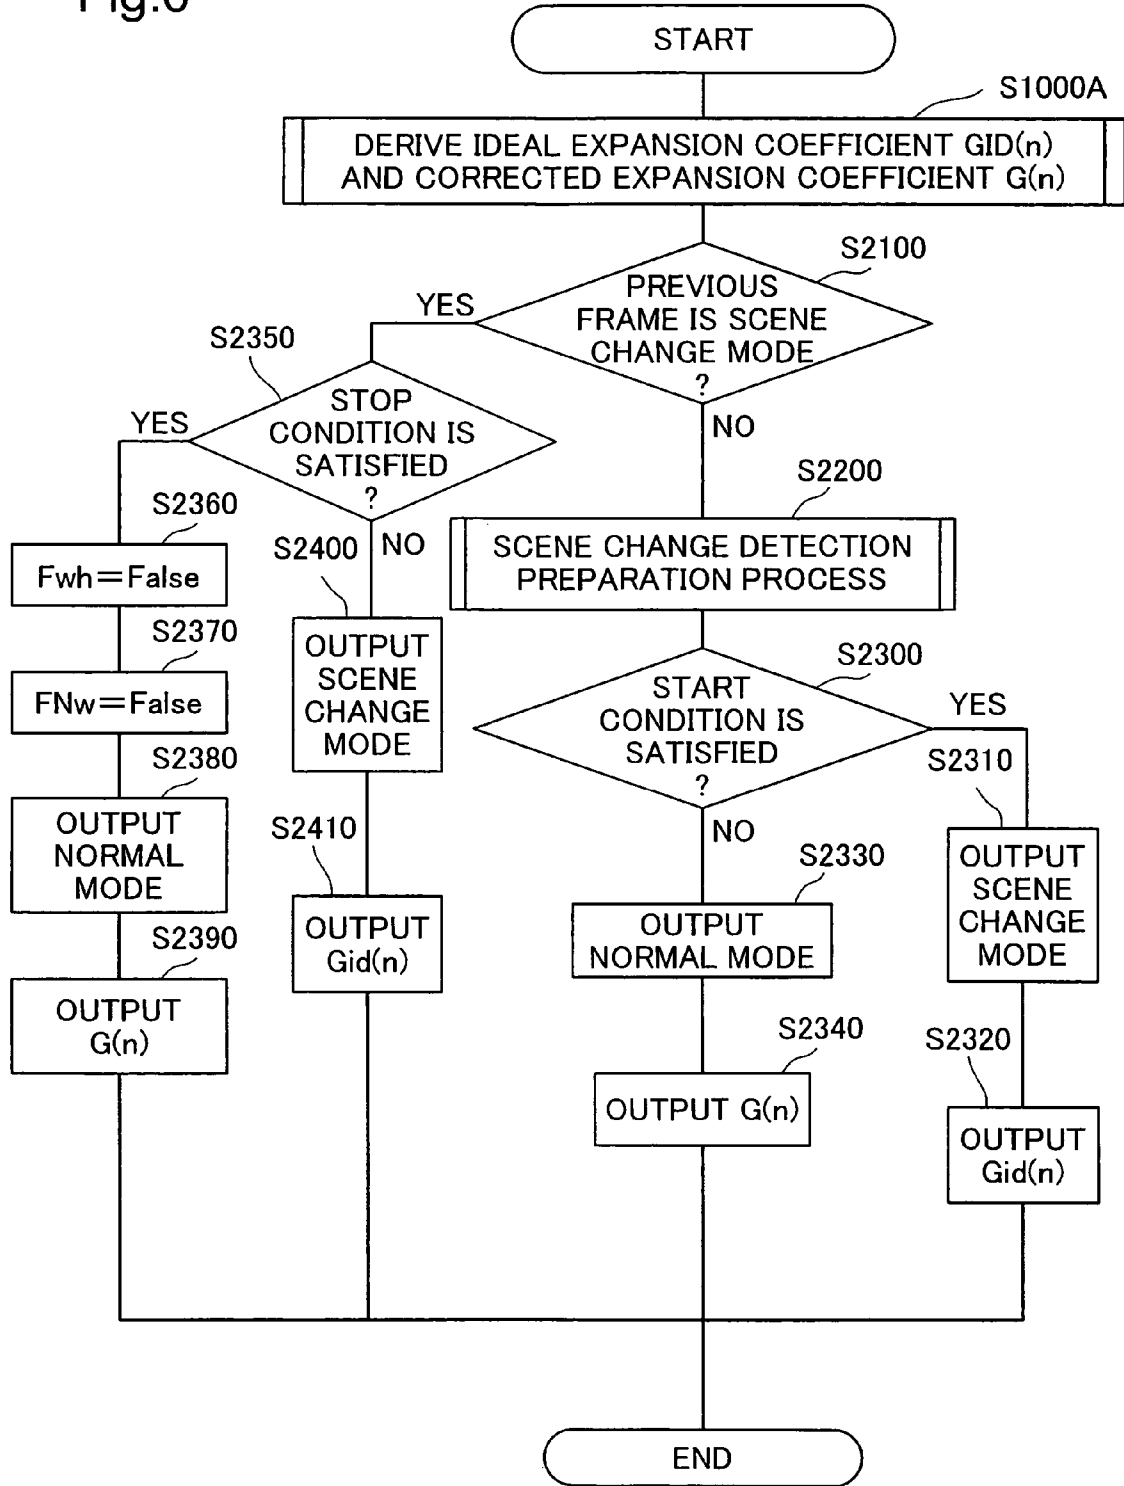 START
S1000A
DERIVE IDEAL EXPANSION COEFFICIENT GID(n)
AND CORRECTED EXPANSION COEFFICIENT G(n)
S2100
PREVIOUS
FRAME IS SCENE
CHANGE MODE
?
YES
NO
S2350
STOP
CONDITION IS
SATISFIED
?
YES
NO
S2360
Fwh=False
S2370
FNw=False
S2380
OUTPUT
NORMAL
MODE
S2390
OUTPUT
G(n)
S2400
OUTPUT
SCENE
CHANGE
MODE
S2410
OUTPUT
Gid(n)
S2200
SCENE CHANGE DETECTION
PREPARATION PROCESS
S2300
START
CONDITION IS
SATISFIED
?
YES
NO
S2310
OUTPUT
SCENE
CHANGE
MODE
S2320
OUTPUT
Gid(n)
S2330
OUTPUT
NORMAL MODE
S2340
OUTPUT G(n)
END